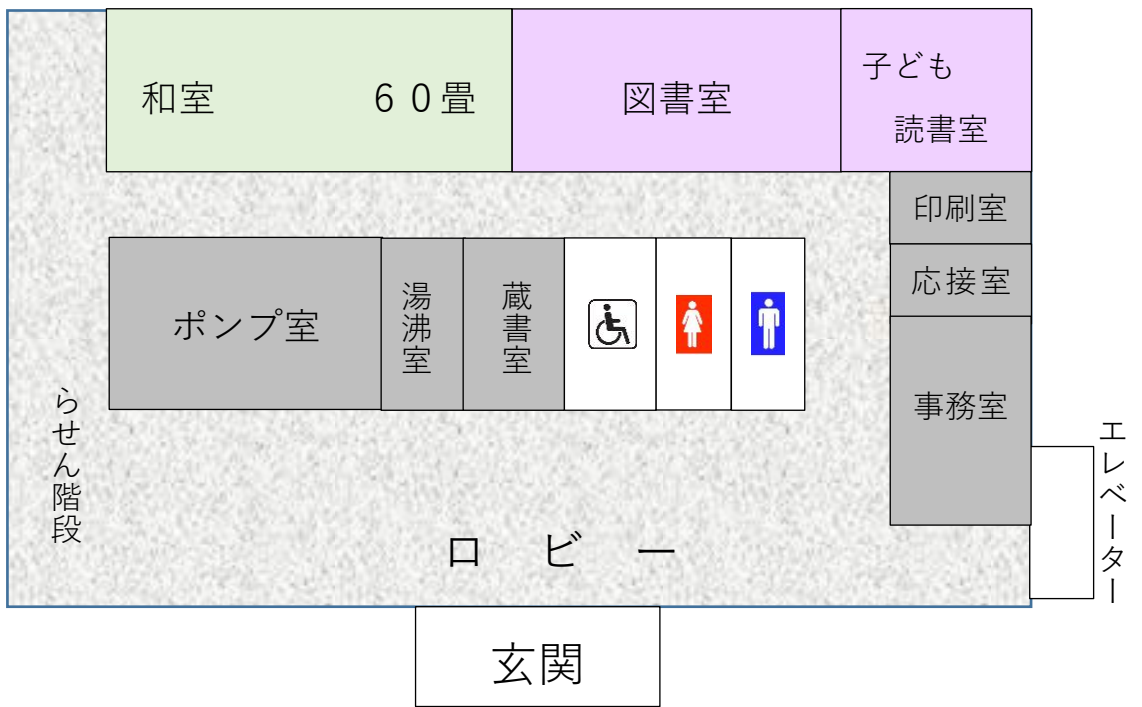 和室　６０畳
図書室
子ども
読書室
印刷室
ポンプ室
湯沸室
蔵書室
応接室
事務室
らせん階段
エレベーター
ロビー
玄関